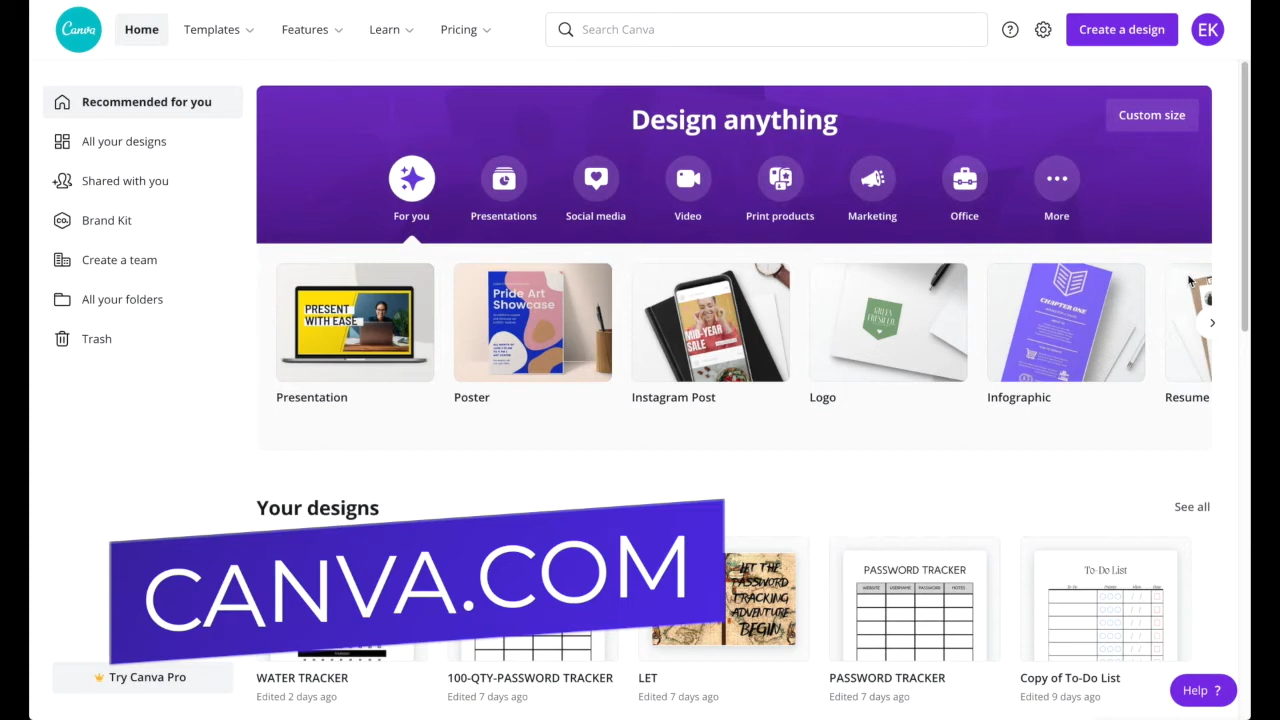 Canva
Home
Templates
Features
Learn
Pricing
Search Canva
?
Create a design
EK
Recommended for you
All your designs
Shared with you
CO.
Brand Kit
Create a team
All your folders
Trash
Try Canva Pro
Design anything
Custom size
For you
Presentations
Social media
Video
Print products
Marketing
Office
More
PRESENT
WITH EASE
Presentation
Pride Art
Showcase
Poster
MID-YEAR
SALE
Instagram Post
GREEN
Logo
CHAPTER ONE
Infographic
Resume
Your designs
See all
CANVA.COM
WATER TRACKER
Edited 2 days ago
100-QTY-PASSWORD TRACKER
Edited 7 days ago
LET THE
PASSWORD
TRACKING
ADVENTURE
BEGIN
LET
Edited 7 days ago
PASSWORD TRACKER
WEBSITE USERNAME PASSWORD NOTES
PASSWORD TRACKER
Edited 7 days ago
To-Do List
Copy of To-Do List
Edited 9 days ago
Help ?